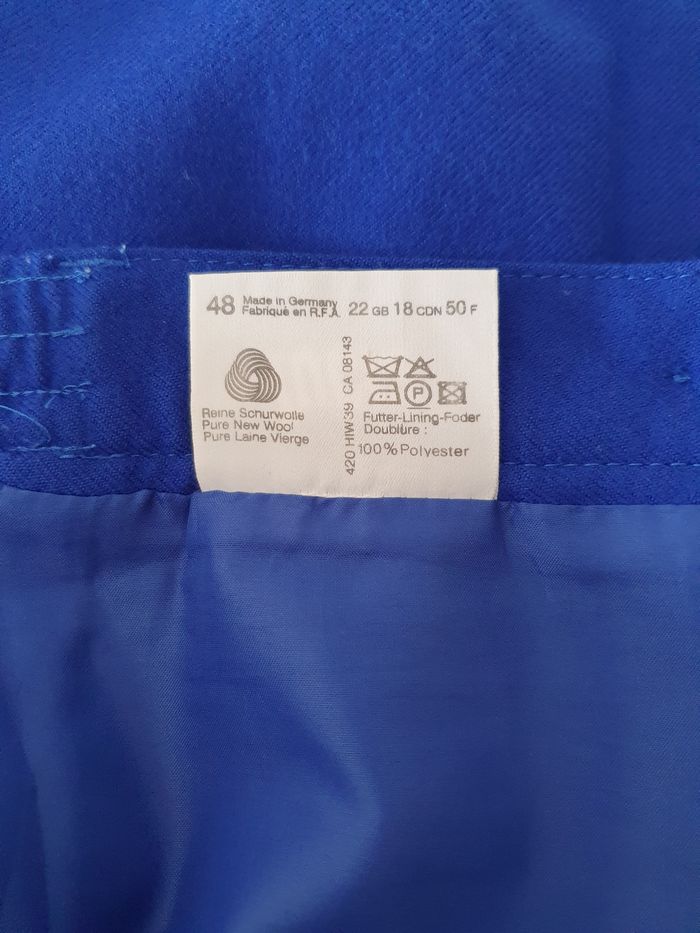 48 Made in Germany 22 GB 18 CDN 50 F
Fabriqué en R.F.A.
Reine Schurwolle
Pure New Wool
Pure Laine Vierge
420 HIW39 CA 08143
P
Futter-Lining-Foder
Doublure :
100% Polyester